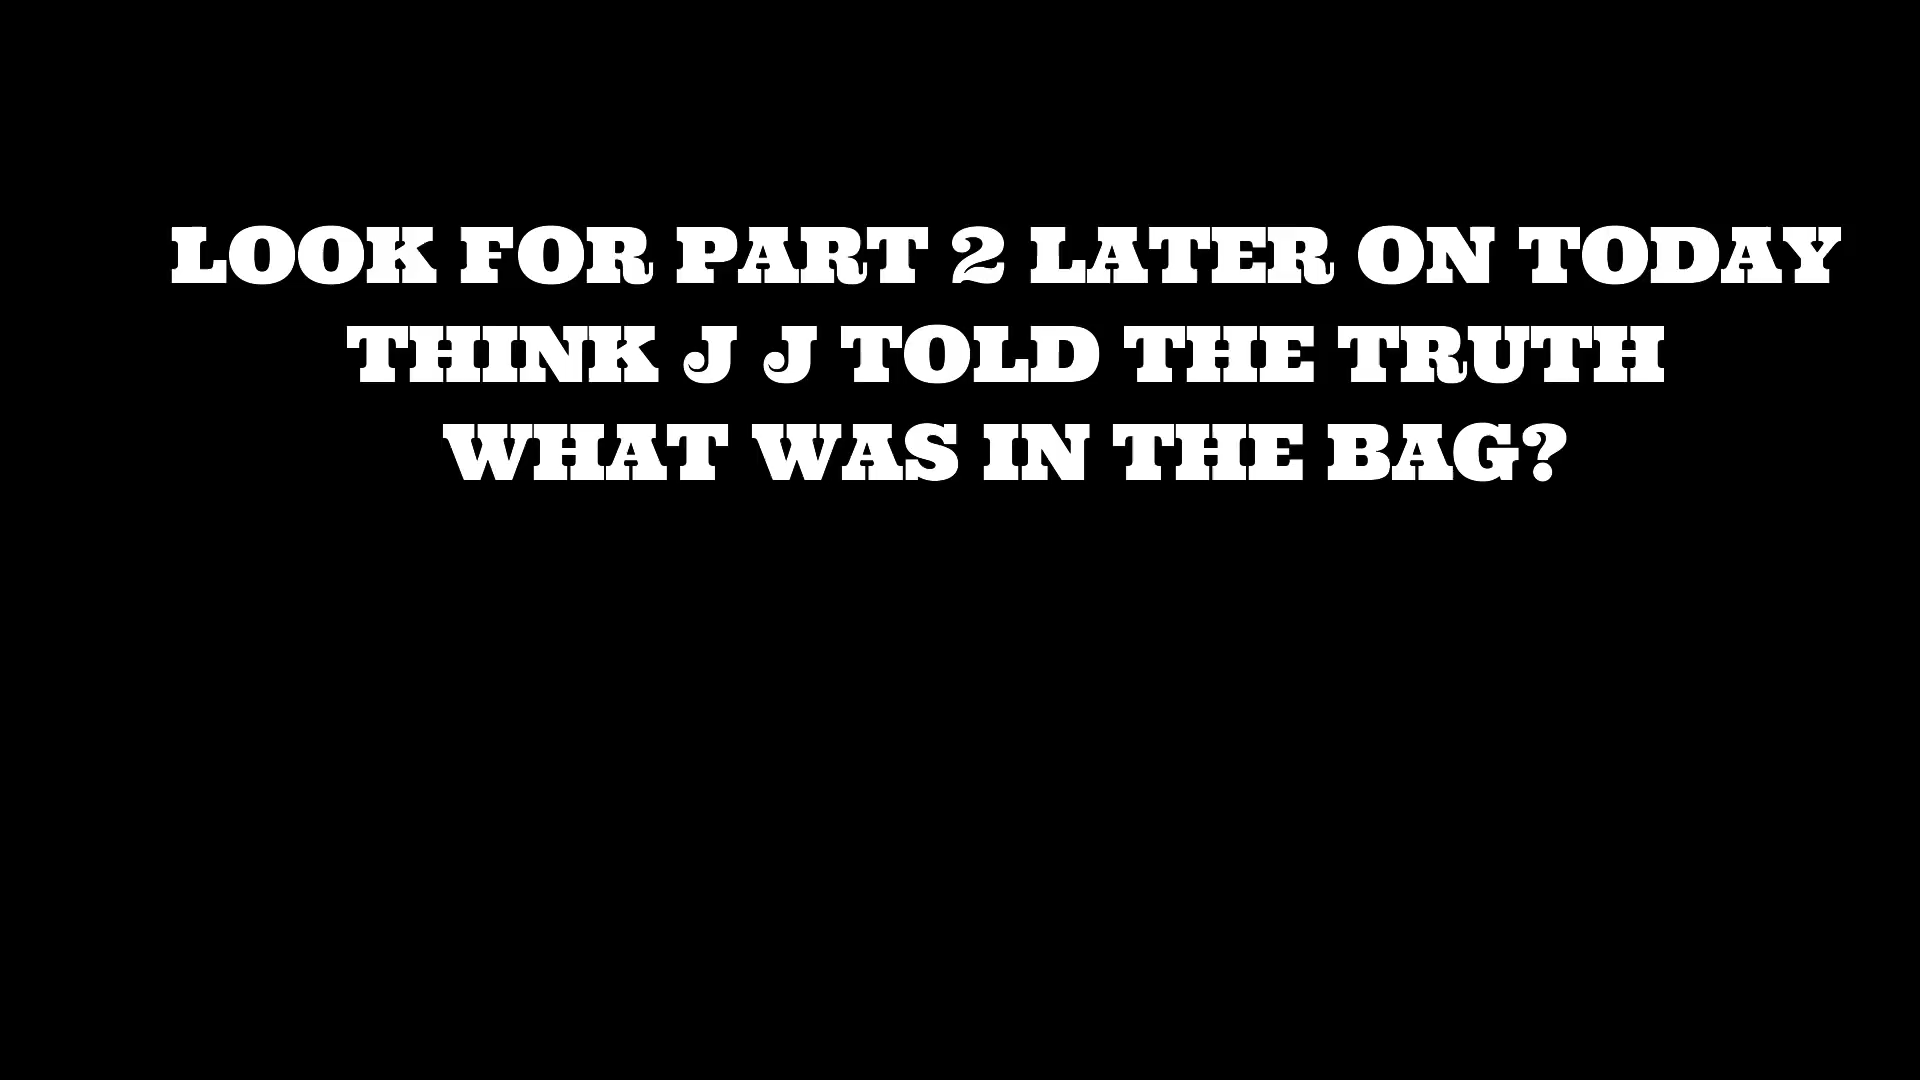 LOOK FOR PART 2 LATER ON TODAY
THINK J J TOLD THE TRUTH
WHAT WAS IN THE BAG?